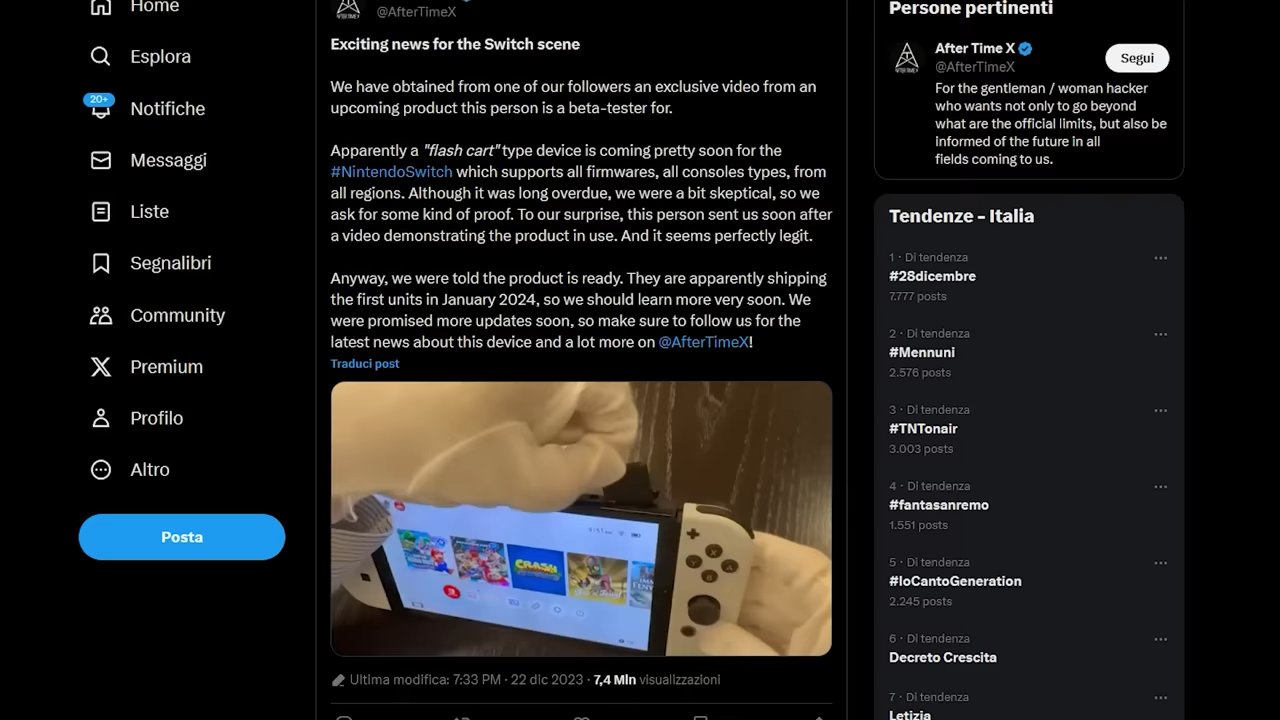 Home
Esplora
20+
Notifiche
Messaggi
Liste
Segnalibri
Community
Premium
Profilo
Altro
Posta
@AfterTimeX
Exciting news for the Switch scene
We have obtained from one of our followers an exclusive video from an
upcoming product this person is a beta-tester for.
Apparently a "flash cart" type device is coming pretty soon for the
#NintendoSwitch which supports all firmwares, all consoles types, from
all regions. Although it was long overdue, we were a bit skeptical, so we
ask for some kind of proof. To our surprise, this person sent us soon after
a video demonstrating the product in use. And it seems perfectly legit.
Anyway, we were told the product is ready. They are apparently shipping
the first units in January 2024, so we should learn more very soon. We
were promised more updates soon, so make sure to follow us for the
latest news about this device and a lot more on @AfterTimeX!
Traduci post
CRASH
Ultima modifica: 7:33 PM · 22 dic 2023 · 7,4 Mln visualizzazioni
Persone pertinenti
After Time X
@AfterTimeX
Segui
For the gentleman / woman hacker
who wants not only to go beyond
what are the official limits, but also be
informed of the future in all
fields coming to us.
Tendenze - Italia
1 · Di tendenza
#28dicembre
7.777 posts
2 · Di tendenza
#Mennuni
2.576 posts
3 · Di tendenza
#TNTonair
3.003 posts
4 · Di tendenza
#fantasanremo
1.551 posts
5 · Di tendenza
#IoCantoGeneration
2.245 posts
6 · Di tendenza
Decreto Crescita
7 · Di tendenza
Letizia